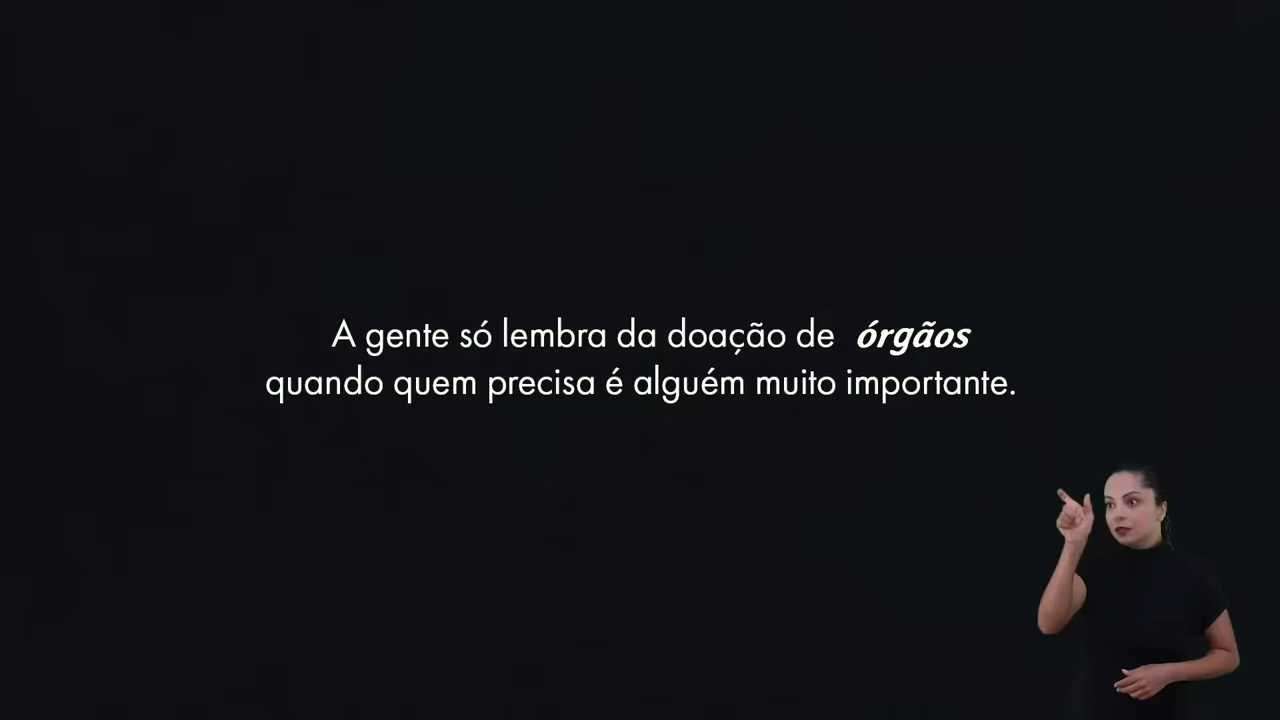 A gente só lembra da doação de órgãos
quando quem precisa é alguém muito importante.